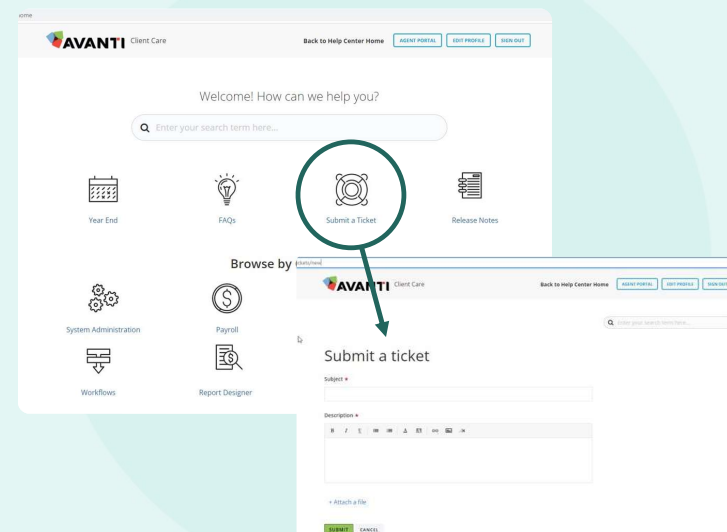 ome
AVANTI Client Care
Back to Help Center Home AGENT PORTAL EDIT PROFILE SIGN OUT
Welcome! How can we help you?
Enter your search term here...
Year End
FAQs
Submit a Ticket
Release Notes
Browse by
System Administration
Payroll
Workflows
Report Designer
tickets/new
AVANTI Client Care
Back to Help Center Home AGENT PORTAL EDIT PROFILE SIGN OUT
Enter your search term here...
Submit a ticket
Subject *
Description *
B I
A
+ Attach a file
SUBMIT CANCEL